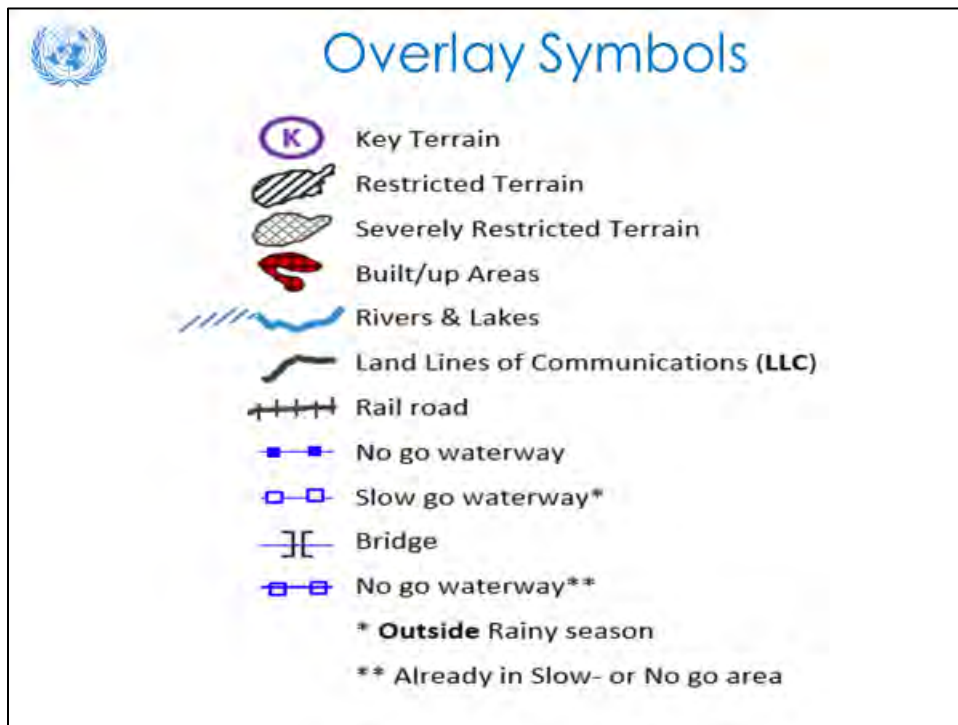 Overlay Symbols
K
Key Terrain
Restricted Terrain
Severely Restricted Terrain
Built/up Areas
Rivers & Lakes
Land Lines of Communications (LLC)
Rail road
No go waterway
Slow go waterway*
Bridge
No go waterway**
* Outside Rainy season
** Already in Slow- or No go area